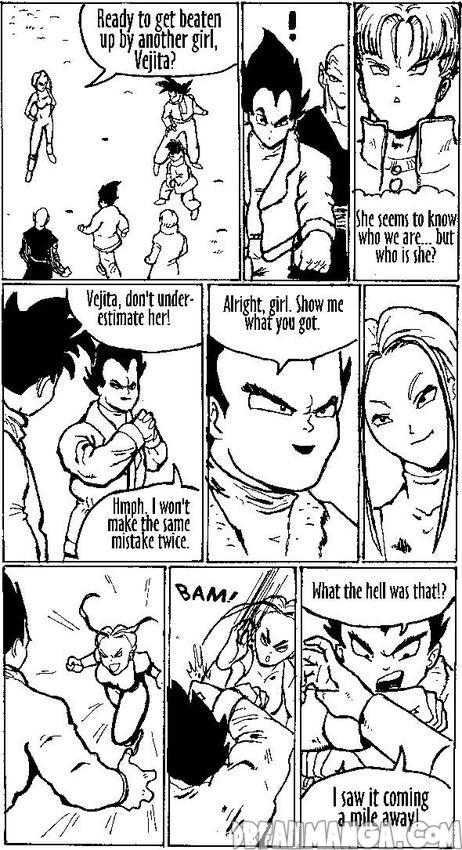 Ready to get beaten
up by another girl,
Vejita?
!
She seems to know
who we are... but
who is she?
Vejita, don't under-
estimate her!
Hmph. I won't
make the same
mistake twice.
Alright, girl. Show me
what you got.
BAM!
What the hell was that!?
I saw it coming
a mile away!
DBEALLMANGA.COM